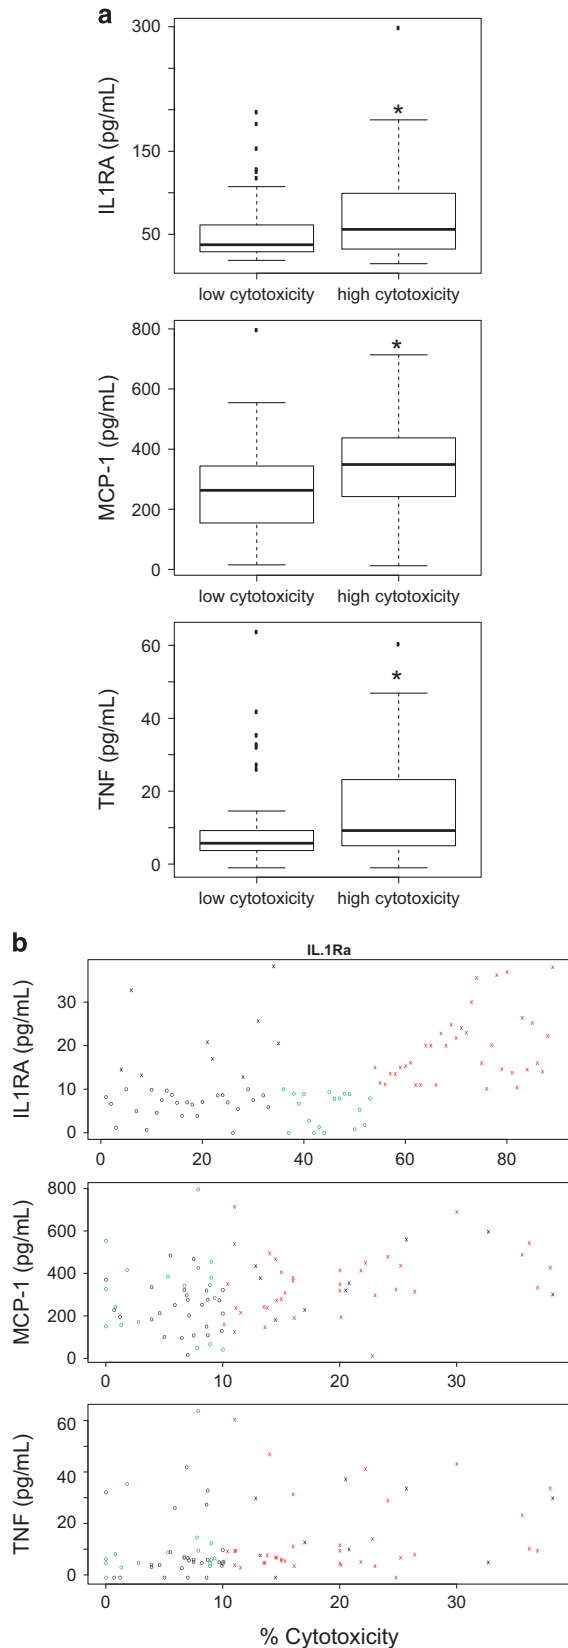 a
IL1RA (pg/mL)
300
150
50
low cytotoxicity high cytotoxicity
*
MCP-1 (pg/mL)
800
600
400
200
0
low cytotoxicity high cytotoxicity
*
TNF (pg/mL)
60
40
20
0
low cytotoxicity high cytotoxicity
*
b
IL.1Ra
IL1RA (pg/mL)
30
20
10
0
0 20 40 60 80
MCP-1 (pg/mL)
800
600
400
200
0
0 10 20 30
TNF (pg/mL)
60
40
20
0
0 10 20 30
% Cytotoxicity